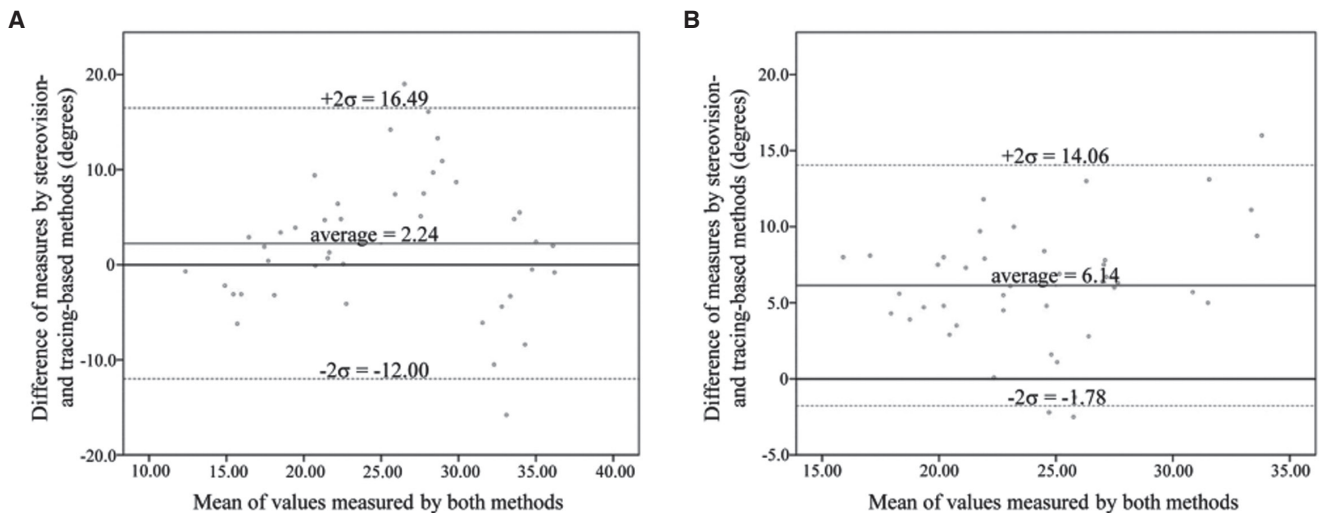 A
Difference of measures by stereovision-
and tracing-based methods (degrees)
20.0
10.0
0
-10.0
-20.0
+2σ = 16.49
average = 2.24
-2σ = -12.00
10.00 15.00 20.00 25.00 30.00 35.00 40.00
Mean of values measured by both methods
B
Difference of measures by stereovision-
and tracing-based methods (degrees)
20.0
15.0
10.0
5.0
0
-5.0
+2σ = 14.06
average = 6.14
-2σ = -1.78
15.00 20.00 25.00 30.00 35.00
Mean of values measured by both methods